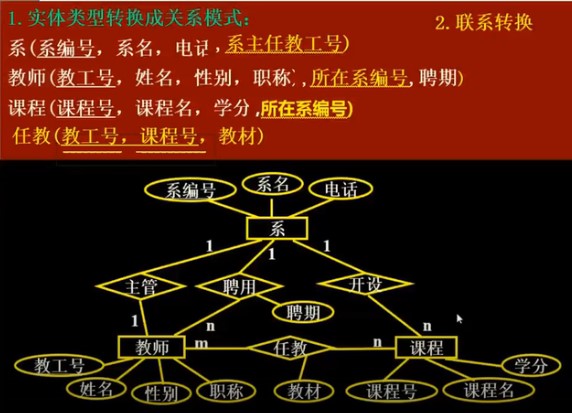 1.实体类型转换成关系模式：
2.联系转换
系(系编号，系名，电话,系主任教工号)
教师(教工号，姓名，性别，职称),所在系编号,聘期)
课程(课程号，课程名，学分,所在系编号)
任教(教工号，课程号，教材)
系编号 系名 电话
系
1 1 1
主管 聘用 开设
聘期
1 n n
教师 m 任教 n 课程
教工号 学分
姓名 性别 职称 教材 课程号 课程名